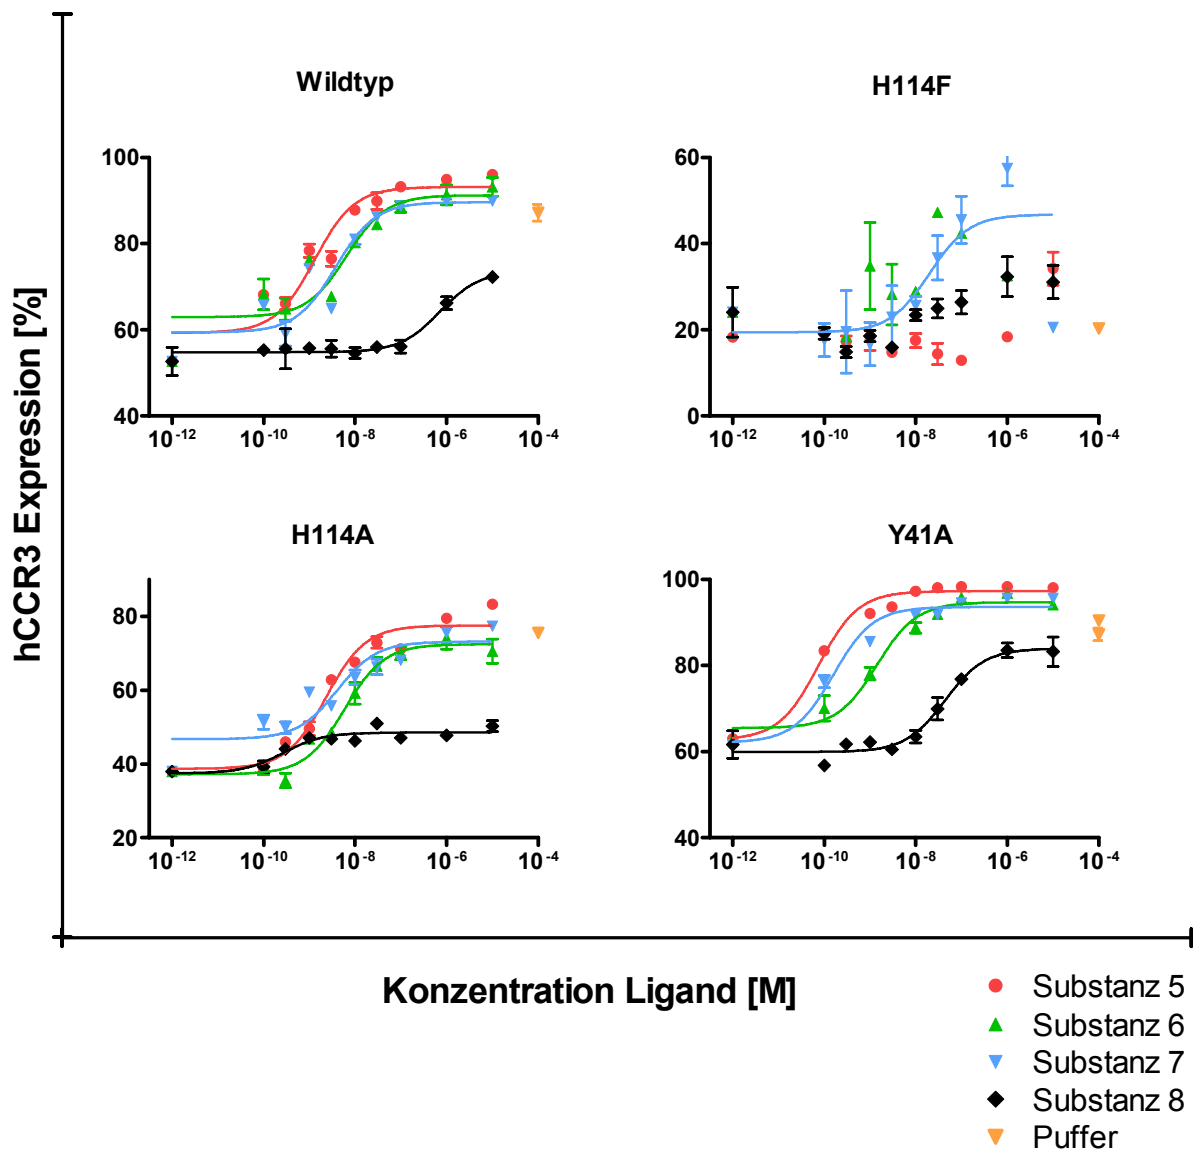 Wildtyp
100
80
60
40
10⁻¹² 10⁻¹⁰ 10⁻⁸ 10⁻⁶ 10⁻⁴
H114F
60
40
20
0
10⁻¹² 10⁻¹⁰ 10⁻⁸ 10⁻⁶ 10⁻⁴
hCCR3 Expression [%]
H114A
80
60
40
20
10⁻¹² 10⁻¹⁰ 10⁻⁸ 10⁻⁶ 10⁻⁴
Y41A
100
80
60
40
10⁻¹² 10⁻¹⁰ 10⁻⁸ 10⁻⁶ 10⁻⁴
Konzentration Ligand [M]
Substanz 5
Substanz 6
Substanz 7
Substanz 8
Puffer